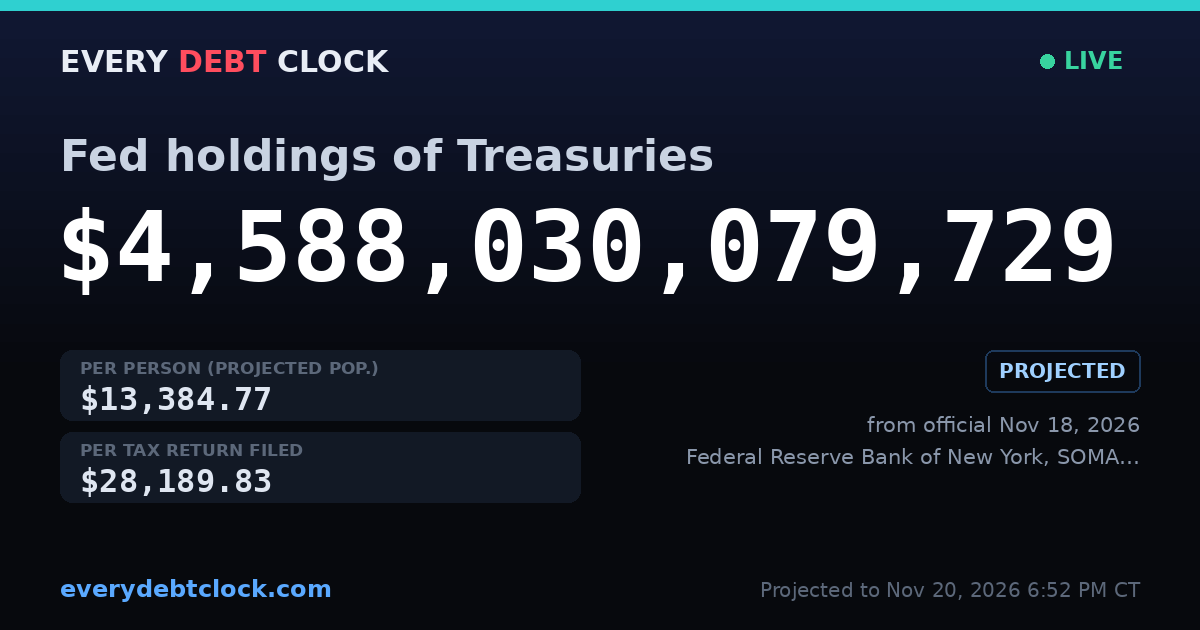 EVERY DEBT CLOCK
LIVE
Fed holdings of Treasuries
$4,588,030,079,729
PER PERSON (PROJECTED POP.)
$13,384.77
PER TAX RETURN FILED
$28,189.83
PROJECTED
from official Nov 18, 2026
Federal Reserve Bank of New York, SOMA…
everydebtclock.com
Projected to Nov 20, 2026 6:52 PM CT